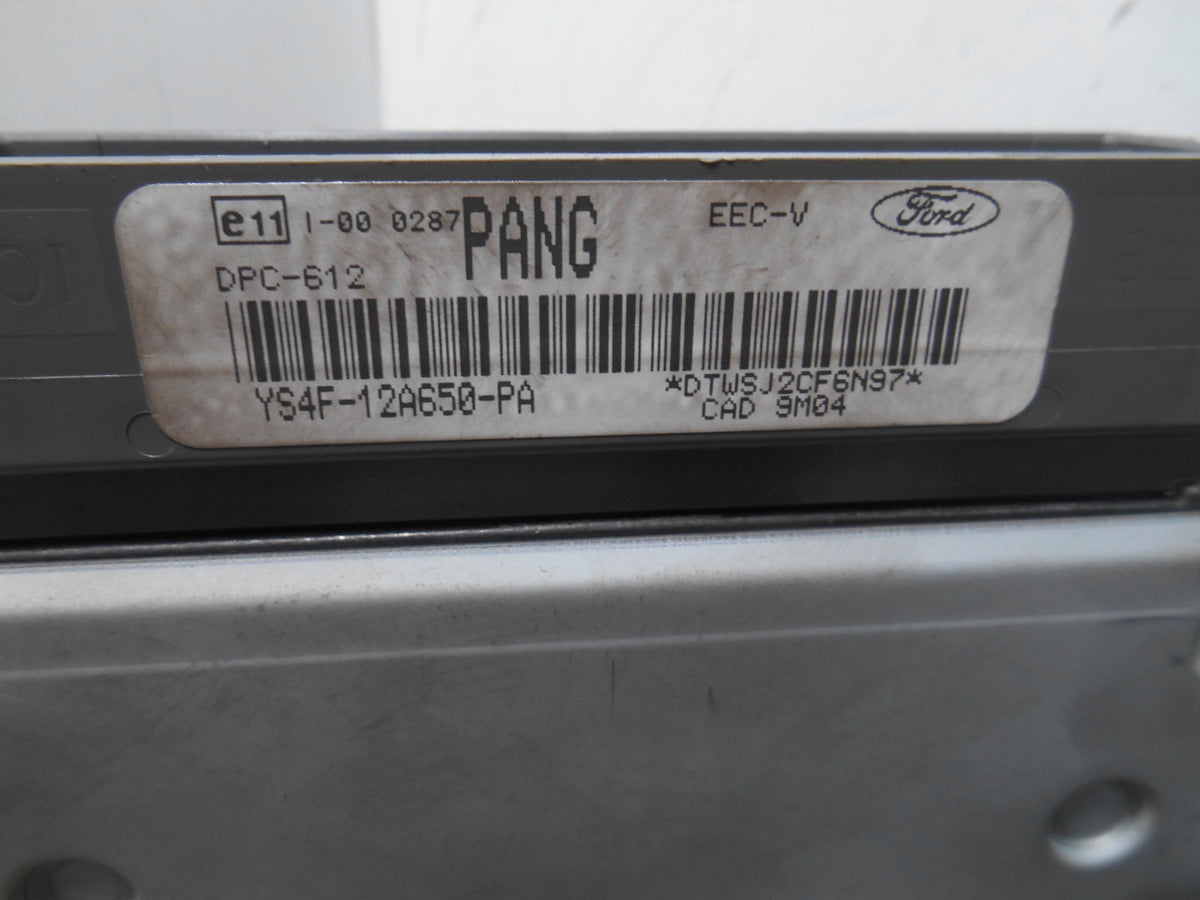 e11 I-00 0287 PANG EEC-V Ford
DPC-612
YS4F-12A650-PA *DTWSJ2CF6N97*
CAD 9M04